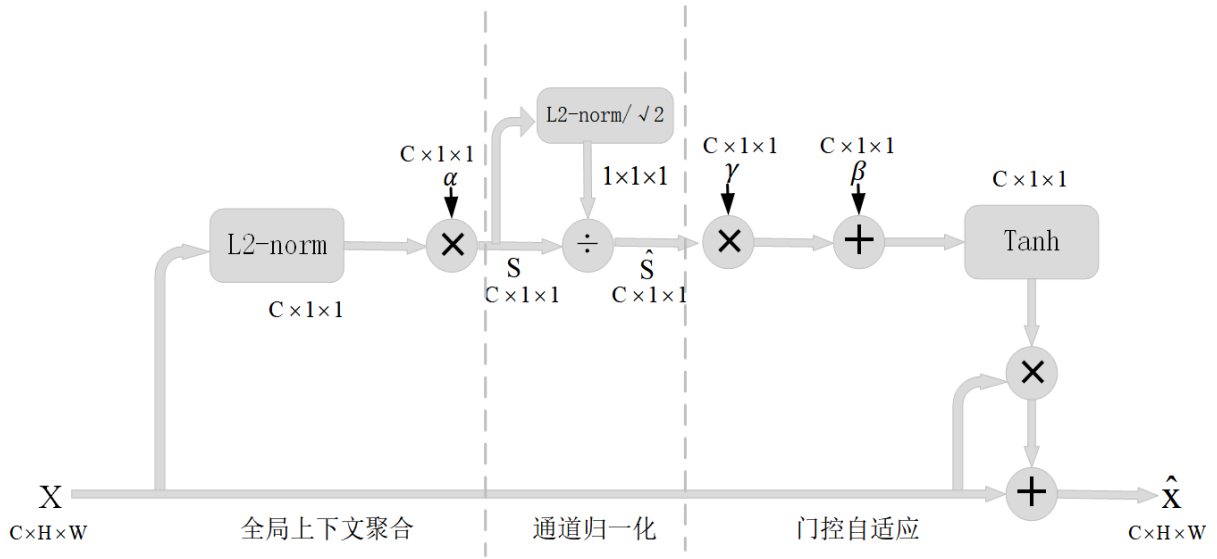 L2-norm/√2
C×1×1
α
1×1×1
C×1×1
γ
C×1×1
β
C×1×1
L2-norm
×
÷
×
+
Tanh
S
C×1×1
Ŝ
C×1×1
C×1×1
×
X
C×H×W
+
x̂
C×H×W
全局上下文聚合
通道归一化
门控自适应